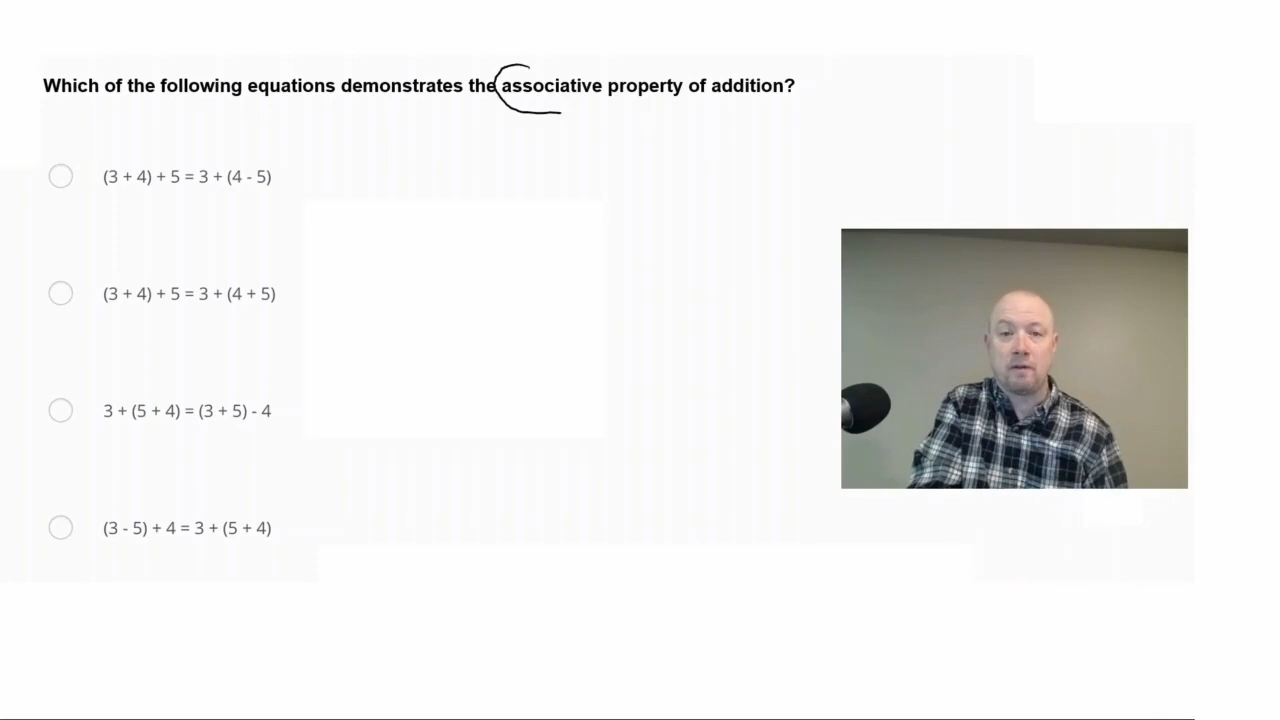 Which of the following equations demonstrates the associative property of addition?
(3 + 4) + 5 = 3 + (4 - 5)
(3 + 4) + 5 = 3 + (4 + 5)
3 + (5 + 4) = (3 + 5) - 4
(3 - 5) + 4 = 3 + (5 + 4)